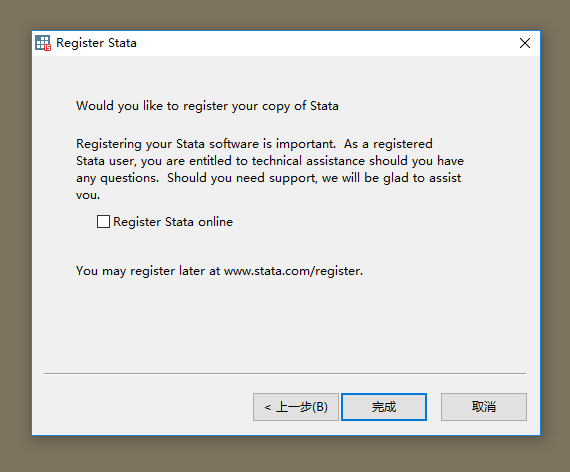 Register Stata
Would you like to register your copy of Stata
Registering your Stata software is important.  As a registered
Stata user, you are entitled to technical assistance should you have
any questions.  Should you need support, we will be glad to assist
you.
Register Stata online
You may register later at www.stata.com/register.
< 上一步(B)
完成
取消